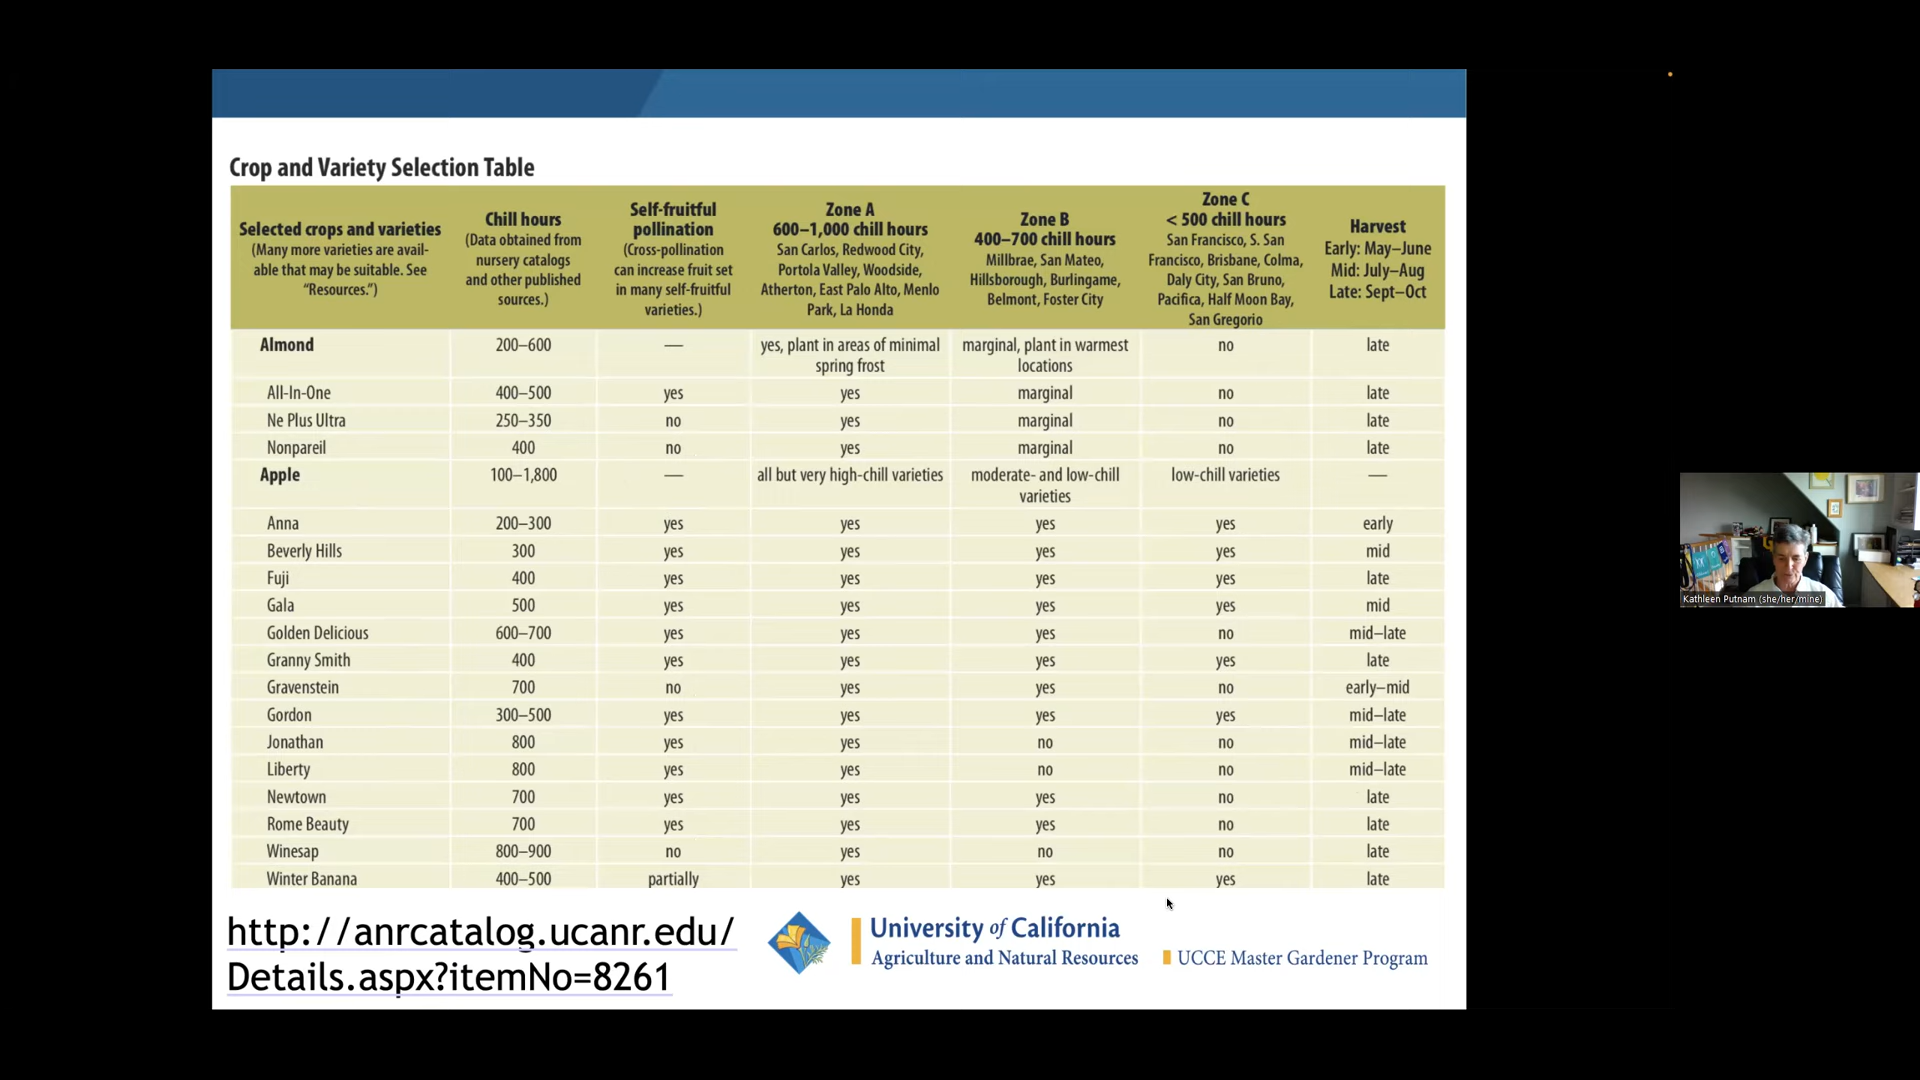 Crop and Variety Selection Table
Selected crops and varieties
(Many more varieties are avail-
able that may be suitable. See
“Resources.”)
Chill hours
(Data obtained from
nursery catalogs
and other published
sources.)
Self-fruitful
pollination
(Cross-pollination
can increase fruit set
in many self-fruitful
varieties.)
Zone A
600–1,000 chill hours
San Carlos, Redwood City,
Portola Valley, Woodside,
Atherton, East Palo Alto, Menlo
Park, La Honda
Zone B
400–700 chill hours
Millbrae, San Mateo,
Hillsborough, Burlingame,
Belmont, Foster City
Zone C
< 500 chill hours
San Francisco, S. San
Francisco, Brisbane, Colma,
Daly City, San Bruno,
Pacifica, Half Moon Bay,
San Gregorio
Harvest
Early: May–June
Mid: July–Aug
Late: Sept–Oct
Almond 200–600 — yes, plant in areas of minimal spring frost marginal, plant in warmest locations no late
All-In-One 400–500 yes yes marginal no late
Ne Plus Ultra 250–350 no yes marginal no late
Nonpareil 400 no yes marginal no late
Apple 100–1,800 — all but very high-chill varieties moderate- and low-chill varieties low-chill varieties —
Anna 200–300 yes yes yes yes early
Beverly Hills 300 yes yes yes yes mid
Fuji 400 yes yes yes yes late
Gala 500 yes yes yes yes mid
Golden Delicious 600–700 yes yes yes no mid–late
Granny Smith 400 yes yes yes yes late
Gravenstein 700 no yes yes no early–mid
Gordon 300–500 yes yes yes yes mid–late
Jonathan 800 yes yes no no mid–late
Liberty 800 yes yes no no mid–late
Newtown 700 yes yes yes no late
Rome Beauty 700 yes yes yes no late
Winesap 800–900 no yes no no late
Winter Banana 400–500 partially yes yes yes late
http://anrcatalog.ucanr.edu/
Details.aspx?itemNo=8261
University of California
Agriculture and Natural Resources
UCCE Master Gardener Program
Kathleen Putnam (she/her/mine)